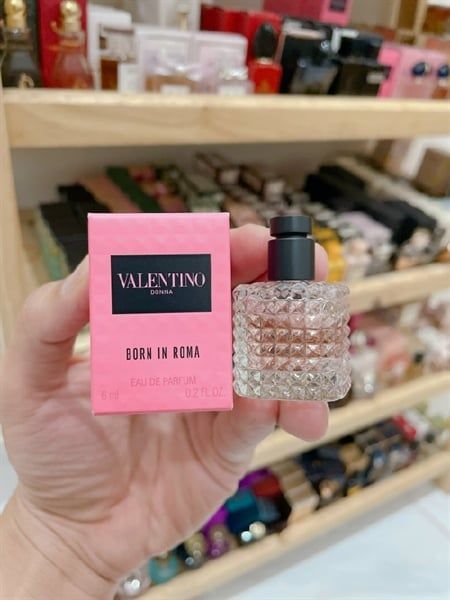 VALENTINO
DONNA
BORN IN ROMA
EAU DE PARFUM
6 ml 0.2 FL OZ.